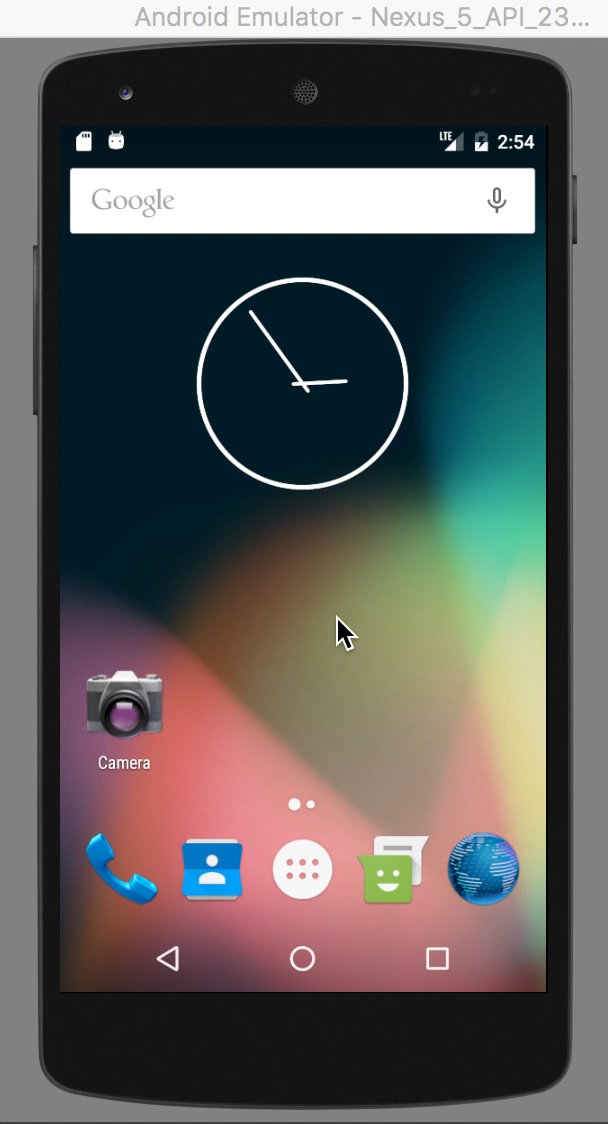 Android Emulator - Nexus_5_API_23...
LTE 2:54
Google
Camera